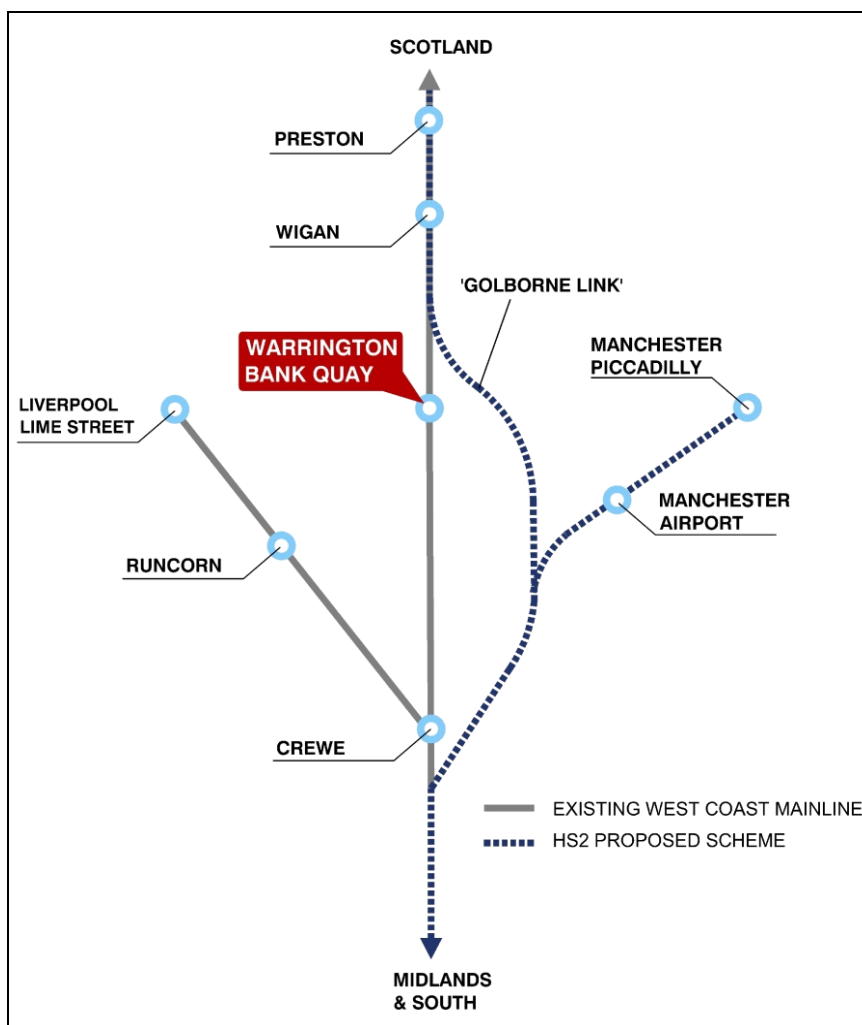 SCOTLAND
PRESTON
WIGAN
'GOLBORNE LINK'
WARRINGTON
BANK QUAY
MANCHESTER
PICCADILLY
LIVERPOOL
LIME STREET
MANCHESTER
AIRPORT
RUNCORN
CREWE
EXISTING WEST COAST MAINLINE
HS2 PROPOSED SCHEME
MIDLANDS
& SOUTH